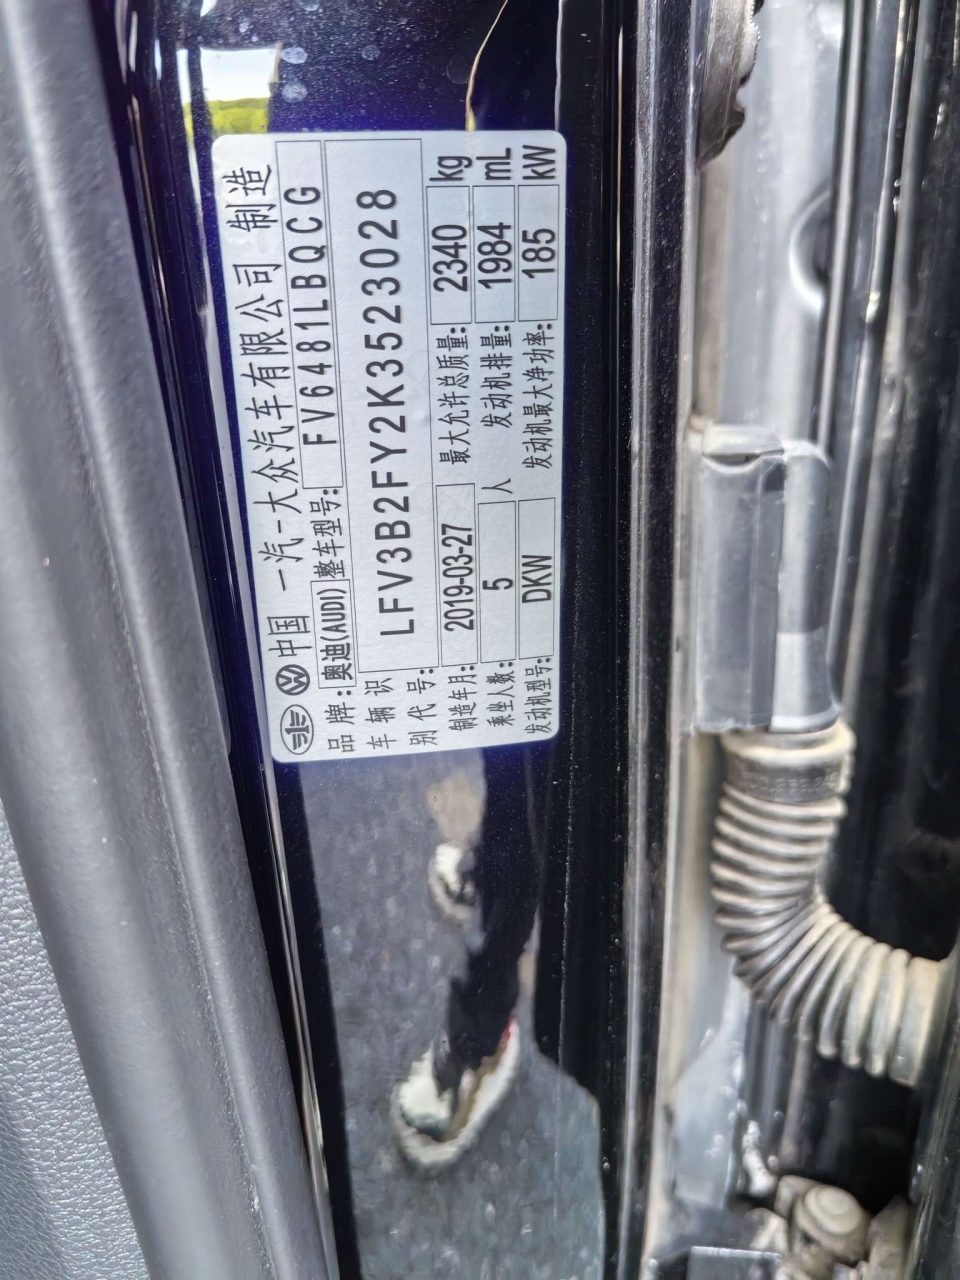 中国 一汽-大众汽车有限公司 制造
品牌: 奥迪(AUDI) 整车型号: FV6481LBQCG
车辆识别代号: LFV3B2FY2K3523028
制造年月: 2019-03-27 最大允许总质量: 2340 kg
乘坐人数: 5 人 发动机排量: 1984 mL
发动机型号: DKW 发动机最大净功率: 185 kW